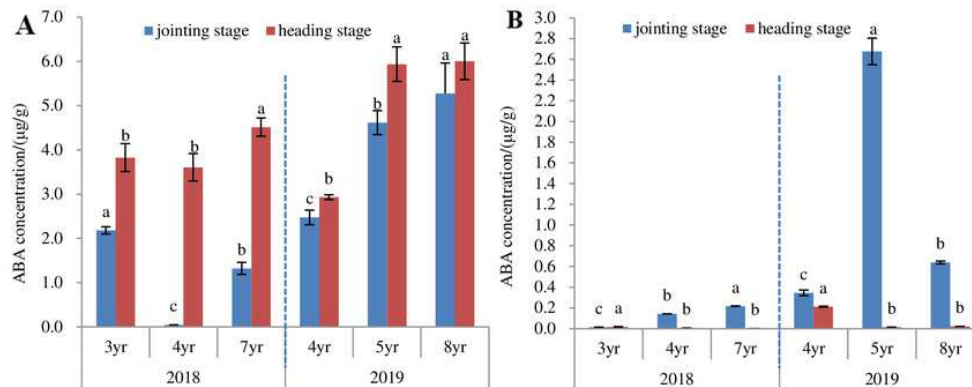 A
jointing stage
heading stage
ABA concentration/(μg/g)
7.0
6.0
5.0
4.0
3.0
2.0
1.0
0.0
a b c b b a c b b a a a
3yr 4yr 7yr 4yr 5yr 8yr
2018 2019
B
jointing stage
heading stage
ABA concentration/(μg/g)
3.0
2.8
2.6
2.4
2.2
2.0
1.8
1.6
1.4
1.2
1.0
0.8
0.6
0.4
0.2
0.0
c a b b a b c a a b b b
3yr 4yr 7yr 4yr 5yr 8yr
2018 2019